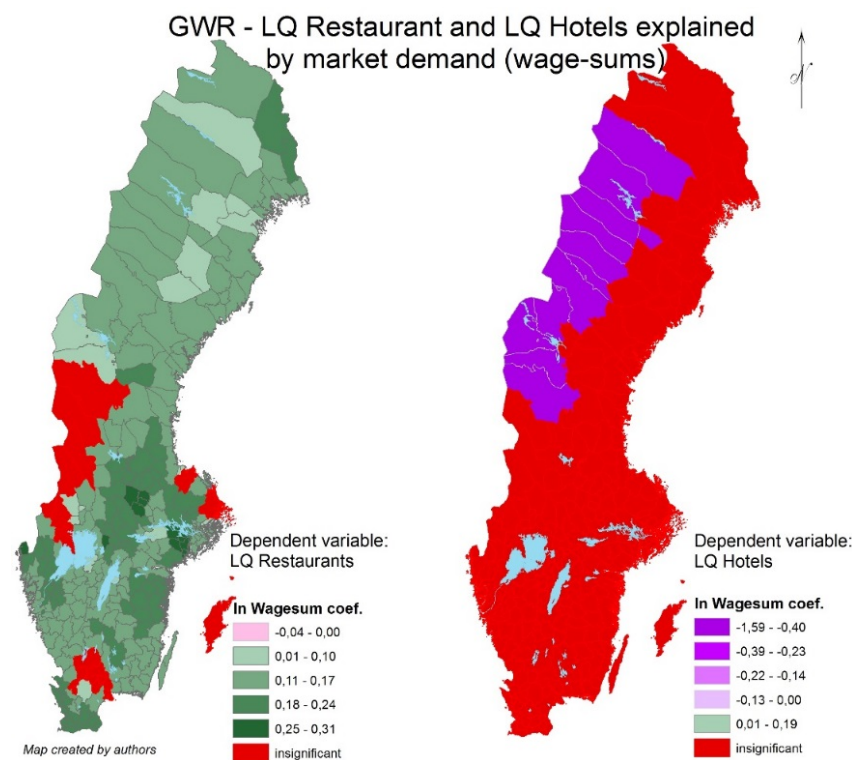 GWR - LQ Restaurant and LQ Hotels explained
by market demand (wage-sums)
N
Dependent variable:
LQ Restaurants
ln Wagesum coef.
-0,04 - 0,00
0,01 - 0,10
0,11 - 0,17
0,18 - 0,24
0,25 - 0,31
insignificant
Map created by authors
Dependent variable:
LQ Hotels
ln Wagesum coef.
-1,59 - -0,40
-0,39 - -0,23
-0,22 - -0,14
-0,13 - 0,00
0,01 - 0,19
insignificant